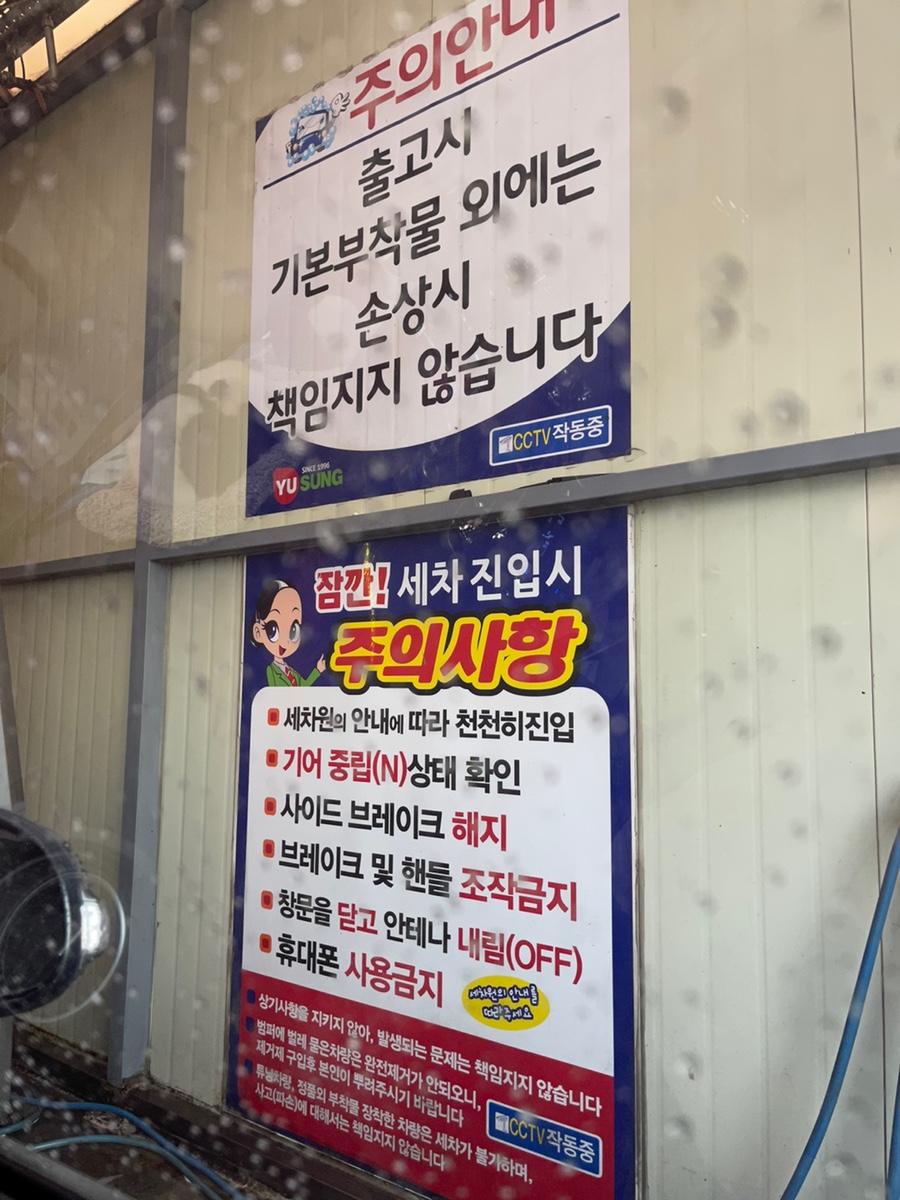 주의안내
출고시
기본부착물 외에는
손상시
책임지지 않습니다
CCTV작동중
SINCE 1996
YU SUNG
잠깐! 세차 진입시
주의사항
세차원의 안내에 따라 천천히진입
기어 중립(N)상태 확인
사이드 브레이크 해지
브레이크 및 핸들 조작금지
창문을 닫고 안테나 내림(OFF)
휴대폰 사용금지
세차원의 안내를
따라주세요
상기사항을 지키지 않아, 발생되는 문제는 책임지지 않습니다
범퍼에 벌레 물은차량은 완전제거가 안되오니,
제거제 구입후 본인이 뿌려주시기 바랍니다
튜닝차량, 정품외 부착물 장착한 차량은 세차가 불가하며,
사고(파손)에 대해서는 책임지지 않습니다
CCTV작동중